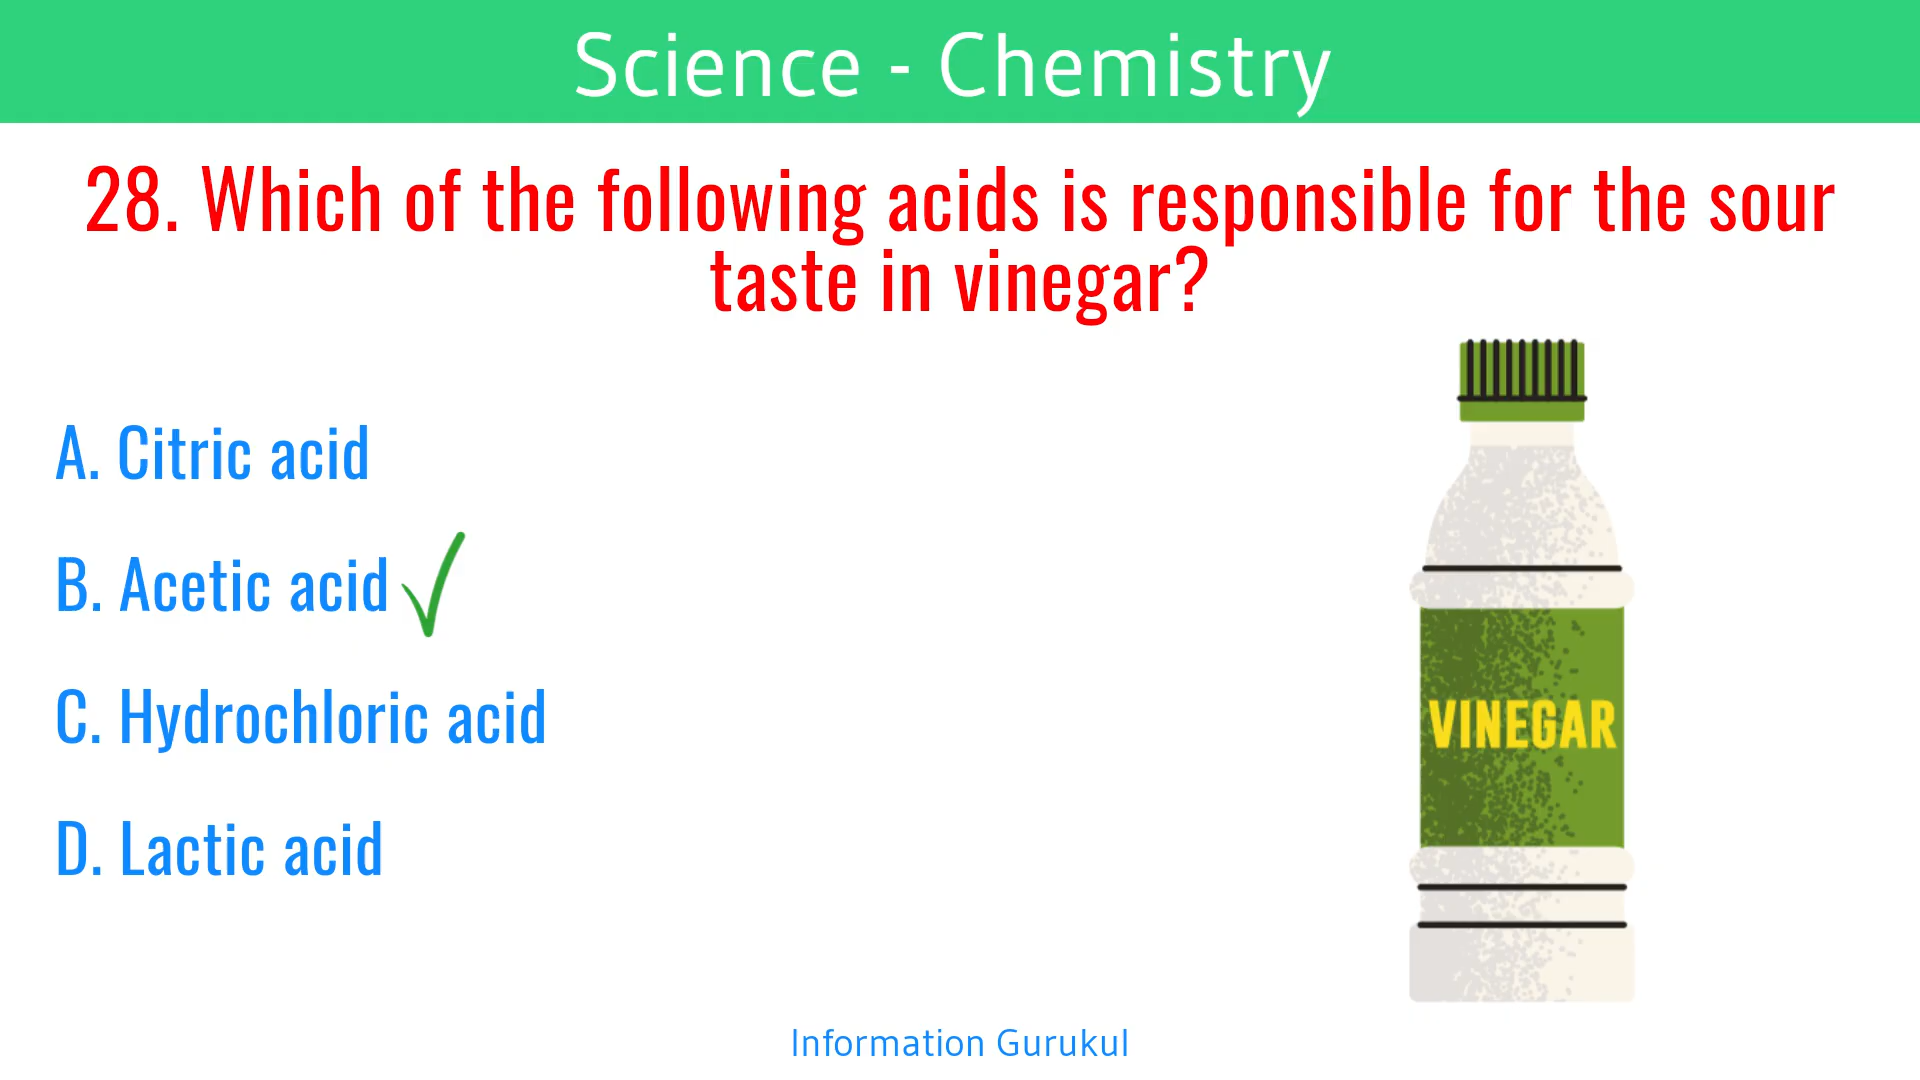 Science - Chemistry
28. Which of the following acids is responsible for the sour
taste in vinegar?
A. Citric acid
B. Acetic acid
C. Hydrochloric acid
D. Lactic acid
VINEGAR
Information Gurukul